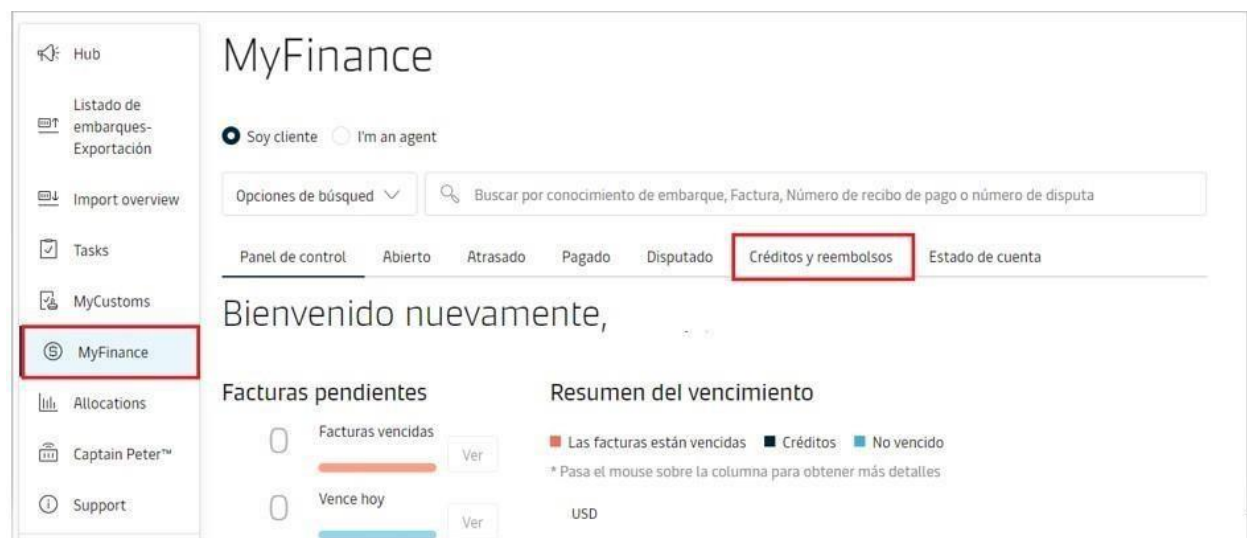 Hub
Listado de
embarques-
Exportación
Import overview
Tasks
MyCustoms
MyFinance
Allocations
Captain Peter™
Support
MyFinance
Soy cliente I'm an agent
Opciones de búsqued Buscar por conocimiento de embarque, Factura, Número de recibo de pago o número de disputa
Panel de control Abierto Atrasado Pagado Disputado Créditos y reembolsos Estado de cuenta
Bienvenido nuevamente,
Facturas pendientes
0 Facturas vencidas Ver
0 Vence hoy Ver
Resumen del vencimiento
Las facturas están vencidas Créditos No vencido
* Pasa el mouse sobre la columna para obtener más detalles
USD